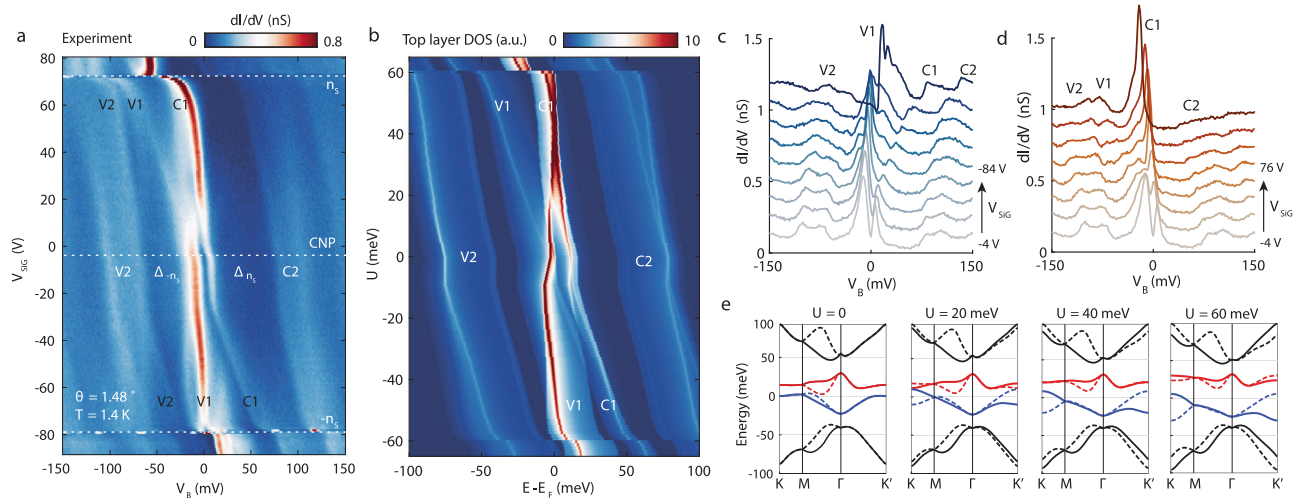 a
Experiment
dI/dV (nS)
0
0.8
80
60
40
20
0
-20
-40
-60
-80
V_SiG (V)
V2
V1
C1
n_s
CNP
V2
Δ_-n_s
Δ_n_s
C2
V2
V1
C1
-n_s
θ = 1.48 °
T = 1.4 K
-150
-100
-50
0
50
100
150
V_B (mV)
b
Top layer DOS (a.u.)
0
10
60
40
20
0
-20
-40
-60
U (meV)
V1
C1
V2
C2
V1
C1
-100
-50
0
50
100
E-E_F (meV)
c
V1
V2
C1
C2
1.5
1
0.5
0
dI/dV (nS)
-84 V
V_SiG
-4 V
-150
0
150
V_B (mV)
d
C1
V2
V1
C2
1
0.5
0
dI/dV (nS)
76 V
V_SiG
-4 V
-150
0
150
V_B (mV)
e
U = 0
U = 20 meV
U = 40 meV
U = 60 meV
100
50
0
-50
-100
Energy (meV)
K M Γ K'
K M Γ K'
K M Γ K'
K M Γ K'